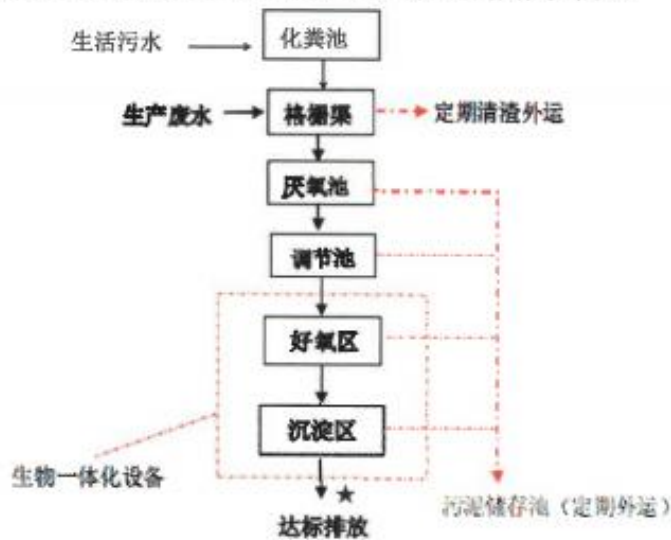 生活污水
化粪池
生产废水
格栅渠
定期清渣外运
厌氧池
调节池
好氧区
沉淀区
生物一体化设备
★
达标排放
污泥储存池（定期外运）